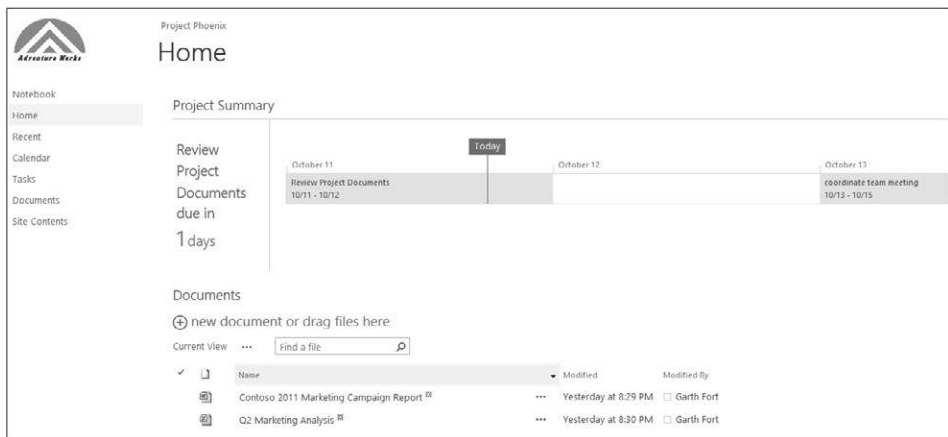 Project Phoenix
Home
Adventure Works
Notebook
Home
Recent
Calendar
Tasks
Documents
Site Contents
Project Summary
Review
Project
Documents
due in
1 days
Today
October 11
October 12
October 13
Review Project Documents
10/11 - 10/12
coordinate team meeting
10/13 - 10/15
Documents
new document or drag files here
Current View ... Find a file
Name Modified Modified By
Contoso 2011 Marketing Campaign Report ... Yesterday at 8:29 PM Garth Fort
Q2 Marketing Analysis ... Yesterday at 8:30 PM Garth Fort